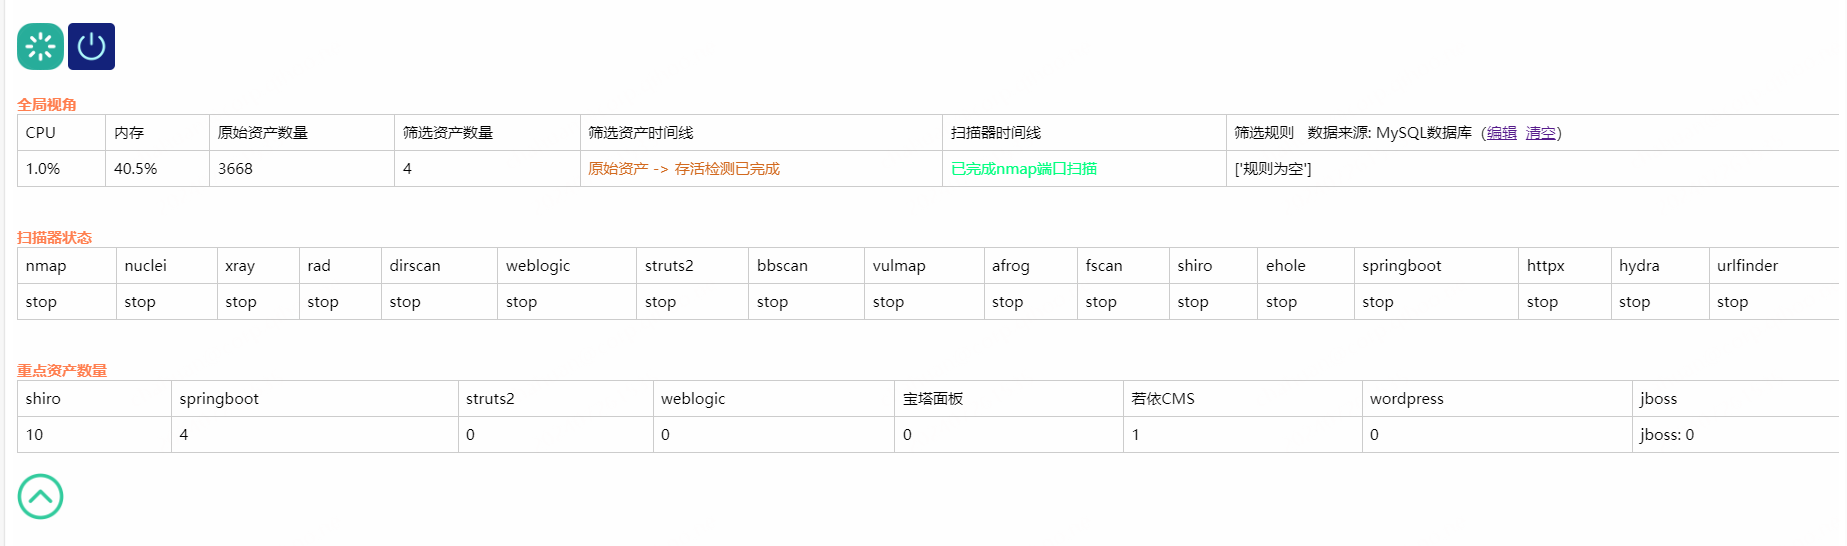 全局视角
CPU 内存 原始资产数量 筛选资产数量 筛选资产时间线 扫描器时间线 筛选规则 数据来源: MySQL数据库（编辑 清空）
1.0% 40.5% 3668 4 原始资产 -> 存活检测已完成 已完成nmap端口扫描 ['规则为空']
扫描器状态
nmap nuclei xray rad dirscan weblogic struts2 bbscan vulmap afrog fscan shiro ehole springboot httpx hydra urlfinder
stop stop stop stop stop stop stop stop stop stop stop stop stop stop stop stop stop
重点资产数量
shiro springboot struts2 weblogic 宝塔面板 若依CMS wordpress jboss
10 4 0 0 0 1 0 jboss: 0